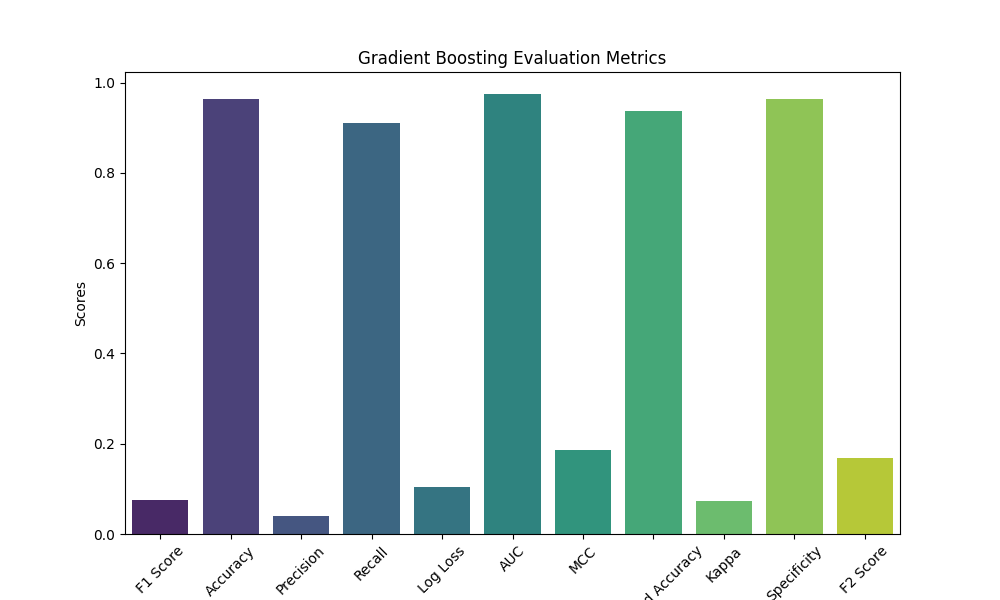 Gradient Boosting Evaluation Metrics
1.0
0.8
0.6
0.4
0.2
0.0
Scores
F1 Score
Accuracy
Precision
Recall
Log Loss
AUC
MCC
d Accuracy
Kappa
Specificity
F2 Score